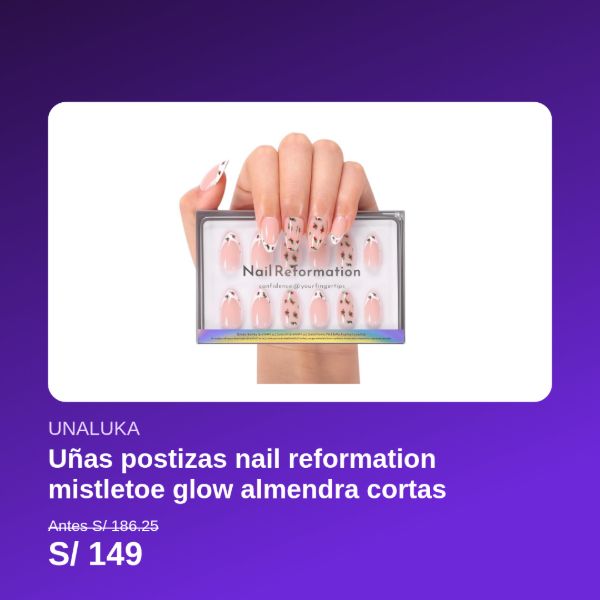 Nail Reformation
confidence@yourfingertips
UNALUKA
Uñas postizas nail reformation
mistletoe glow almendra cortas
Antes S/ 186.25
S/ 149